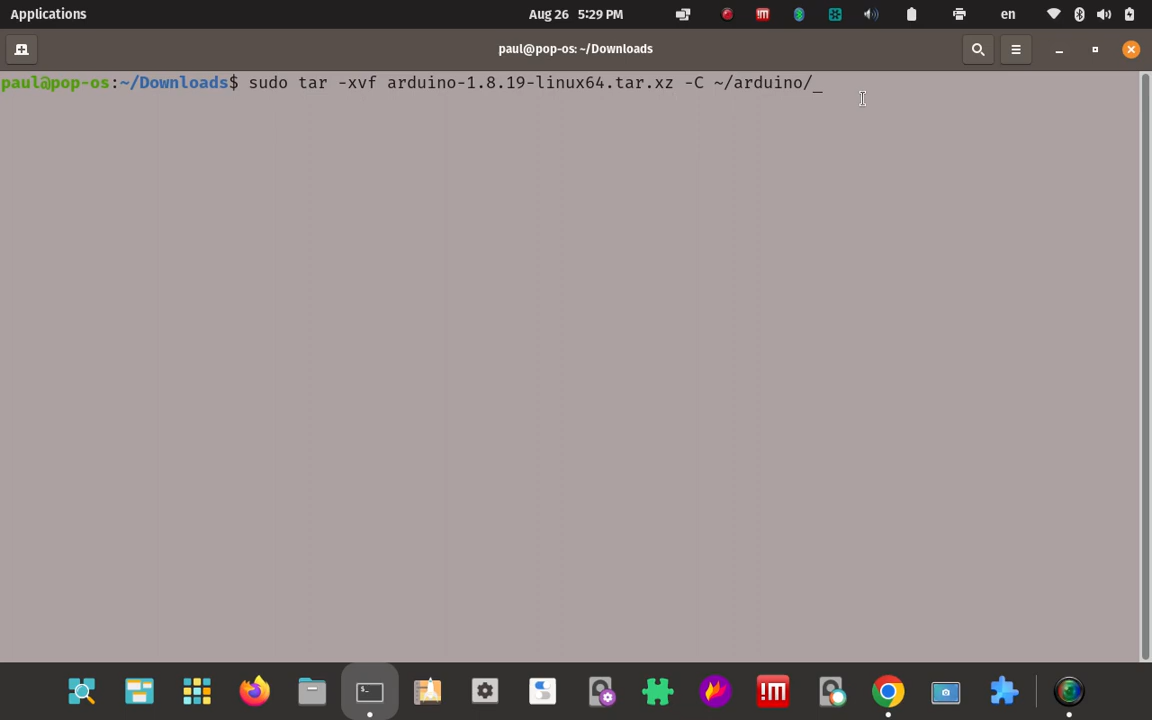 Applications
Aug 26 5:29 PM
en
paul@pop-os: ~/Downloads
paul@pop-os:~/Downloads$ sudo tar -xvf arduino-1.8.19-linux64.tar.xz -C ~/arduino/_
$-
!M
!M